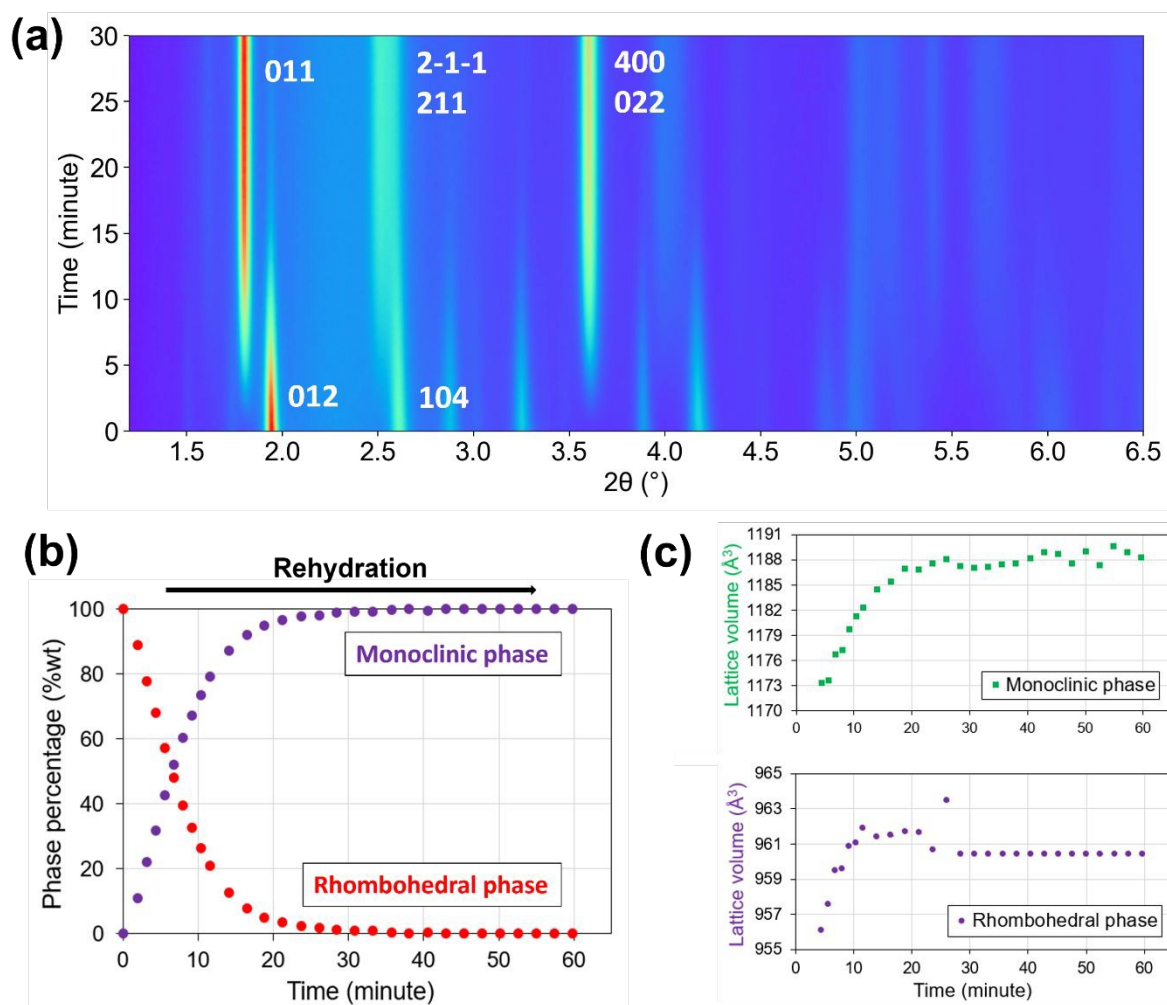 (a)
30
25
20
15
10
5
0
Time (minute)
011
2-1-1
211
400
022
012
104
1.5 2.0 2.5 3.0 3.5 4.0 4.5 5.0 5.5 6.0 6.5
2θ (°)
(b)
Rehydration
100
80
60
40
20
0
Phase percentage (%wt)
Monoclinic phase
Rhombohedral phase
0 10 20 30 40 50 60
Time (minute)
(c)
1191
1188
1185
1182
1179
1176
1173
1170
Lattice volume (Å³)
Monoclinic phase
0 10 20 30 40 50 60
965
963
961
959
957
955
Lattice volume (Å³)
Rhombohedral phase
0 10 20 30 40 50 60
Time (minute)